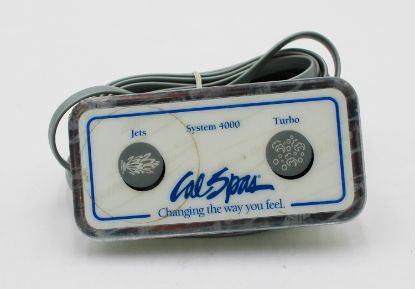 Jets System 4000 Turbo
Cal Spas®
Changing the way you feel.